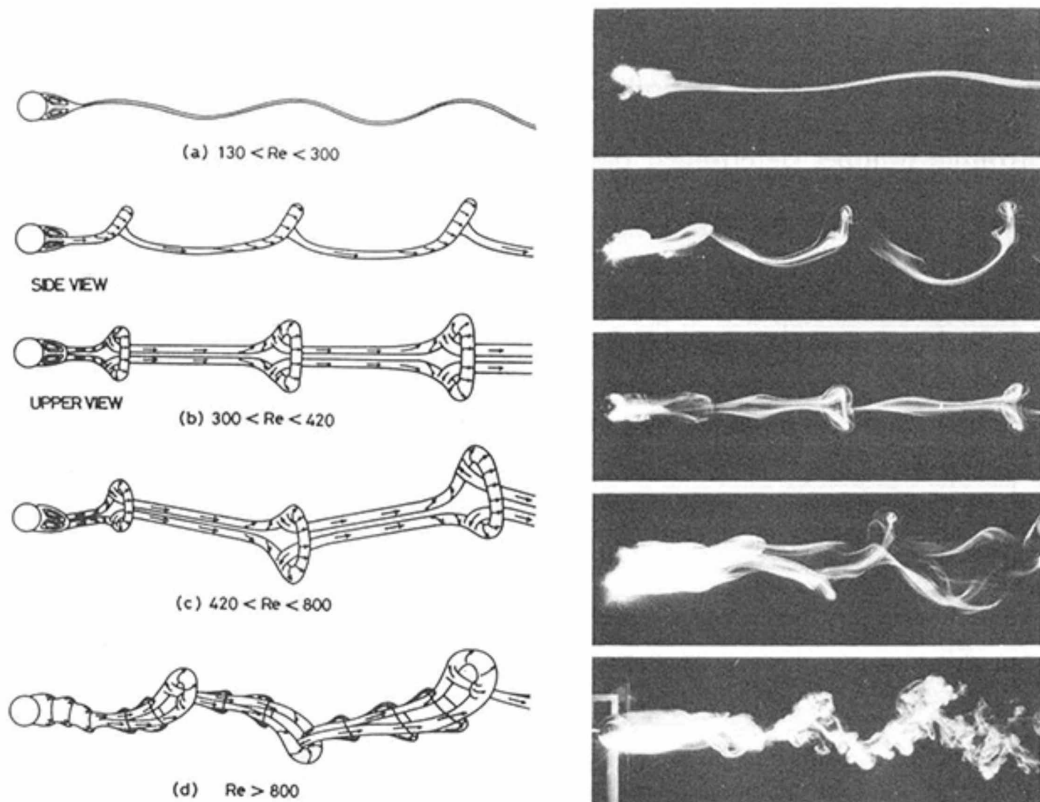 (a) 130 < Re < 300
SIDE VIEW
UPPER VIEW
(b) 300 < Re < 420
(c) 420 < Re < 800
(d) Re > 800